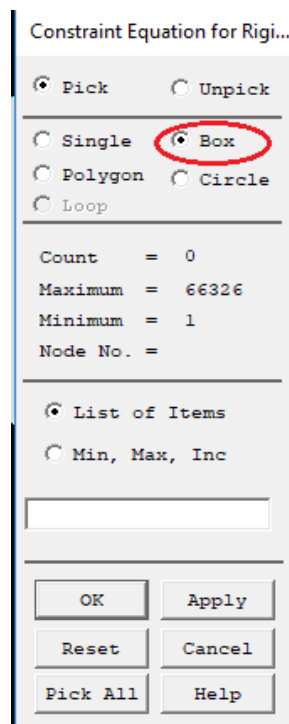 Constraint Equation for Rigi...
Pick Unpick
Single Box
Polygon Circle
Loop
Count = 0
Maximum = 66326
Minimum = 1
Node No. =
List of Items
Min, Max, Inc
OK Apply
Reset Cancel
Pick All Help